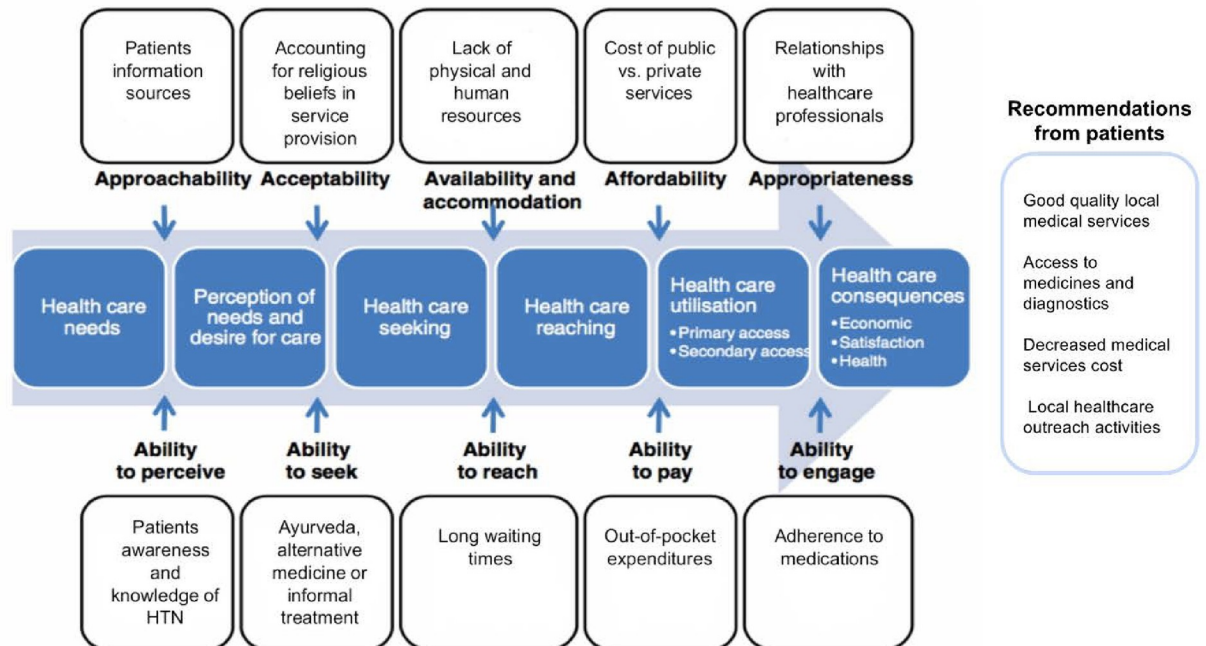 Patients
information
sources
Accounting
for religious
beliefs in
service
provision
Lack of
physical and
human
resources
Cost of public
vs. private
services
Relationships
with
healthcare
professionals
Approachability
Acceptability
Availability and
accommodation
Affordability
Appropriateness
Health care
needs
Perception of
needs and
desire for care
Health care
seeking
Health care
reaching
Health care
utilisation
•Primary access
•Secondary access
Health care
consequences
•Economic
•Satisfaction
•Health
Ability
to perceive
Ability
to seek
Ability
to reach
Ability
to pay
Ability
to engage
Patients
awareness
and
knowledge of
HTN
Ayurveda,
alternative
medicine or
informal
treatment
Long waiting
times
Out-of-pocket
expenditures
Adherence to
medications
Recommendations
from patients
Good quality local
medical services
Access to
medicines and
diagnostics
Decreased medical
services cost
Local healthcare
outreach activities